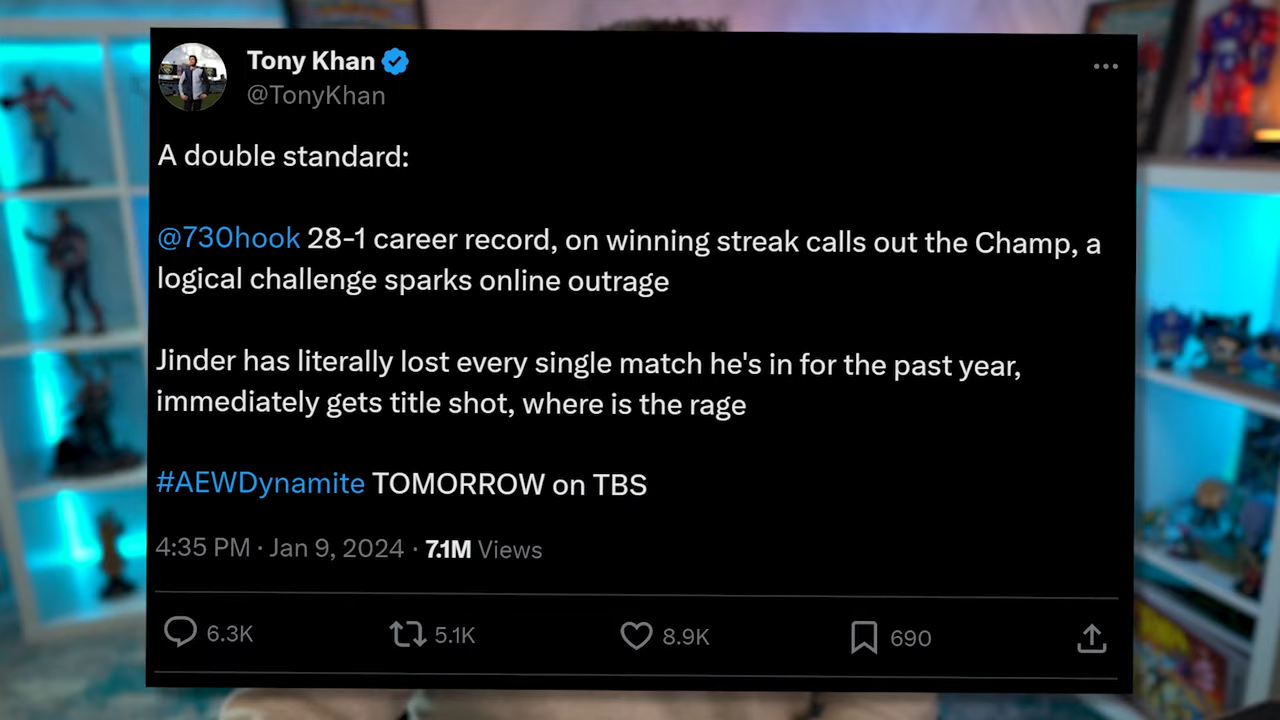 Tony Khan
@TonyKhan
A double standard:
@730hook 28-1 career record, on winning streak calls out the Champ, a
logical challenge sparks online outrage
Jinder has literally lost every single match he's in for the past year,
immediately gets title shot, where is the rage
#AEWDynamite TOMORROW on TBS
4:35 PM · Jan 9, 2024 · 7.1M Views
6.3K 5.1K 8.9K 690